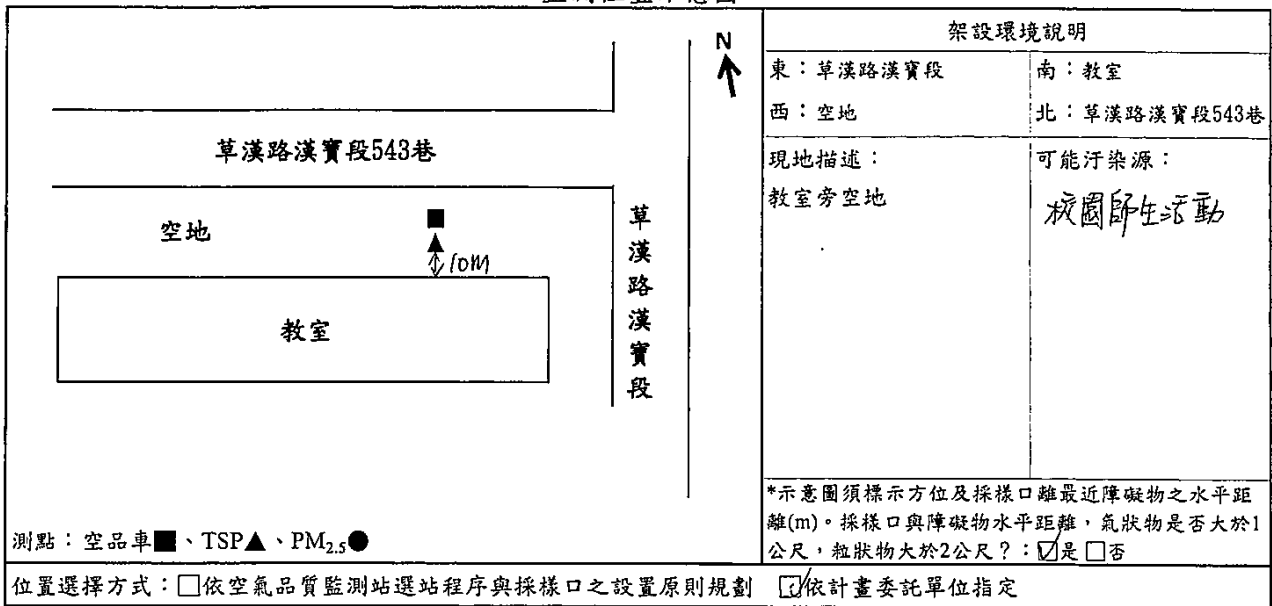 N
草漢路漢寶段543巷
空地
10M
教室
草漢路漢寶段
測點：空品車■、TSP▲、PM2.5●
架設環境說明
東：草漢路漢寶段
南：教室
西：空地
北：草漢路漢寶段543巷
現地描述：
教室旁空地
可能汙染源：
校園師生活動
*示意圖須標示方位及採樣口離最近障礙物之水平距
離(m)。採樣口與障礙物水平距離，氣狀物是否大於1
公尺，粒狀物大於2公尺？：☑是 □否
位置選擇方式：□依空氣品質監測站選站程序與採樣口之設置原則規劃 ☑依計畫委託單位指定